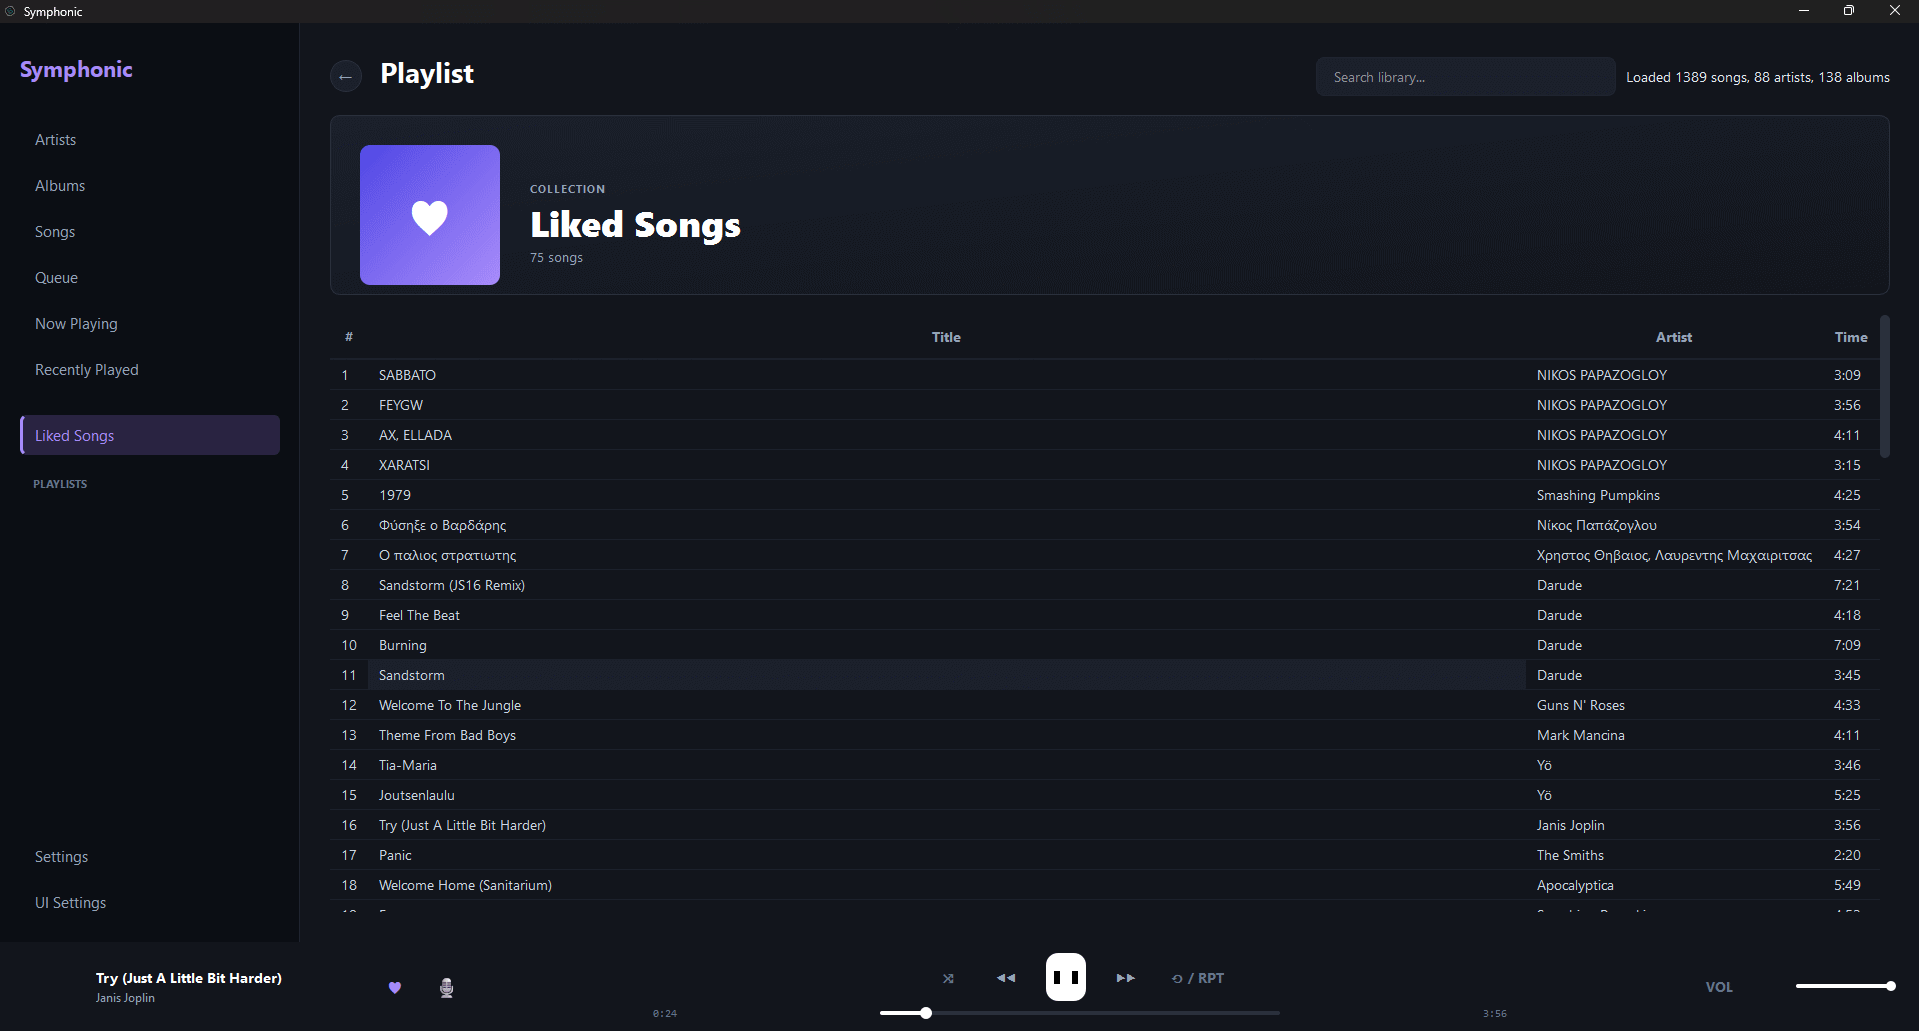 Symphonic
Symphonic
Artists
Albums
Songs
Queue
Now Playing
Recently Played
Liked Songs
PLAYLISTS
Settings
UI Settings
← Playlist
Search library...
Loaded 1389 songs, 88 artists, 138 albums
COLLECTION
Liked Songs
75 songs
# Title Artist Time
1 SABBATO NIKOS PAPAZOGLOY 3:09
2 FEYGW NIKOS PAPAZOGLOY 3:56
3 AX, ELLADA NIKOS PAPAZOGLOY 4:11
4 XARATSI NIKOS PAPAZOGLOY 3:15
5 1979 Smashing Pumpkins 4:25
6 Φύσηξε ο Βαρδάρης Νίκος Παπάζογλου 3:54
7 Ο παλιος στρατιωτης Χρηστος Θηβαιος, Λαυρεντης Μαχαιριτσας 4:27
8 Sandstorm (JS16 Remix) Darude 7:21
9 Feel The Beat Darude 4:18
10 Burning Darude 7:09
11 Sandstorm Darude 3:45
12 Welcome To The Jungle Guns N' Roses 4:33
13 Theme From Bad Boys Mark Mancina 4:11
14 Tia-Maria Yö 3:46
15 Joutsenlaulu Yö 5:25
16 Try (Just A Little Bit Harder) Janis Joplin 3:56
17 Panic The Smiths 2:20
18 Welcome Home (Sanitarium) Apocalyptica 5:49
Try (Just A Little Bit Harder)
Janis Joplin
/ RPT
VOL
0:24
3:56